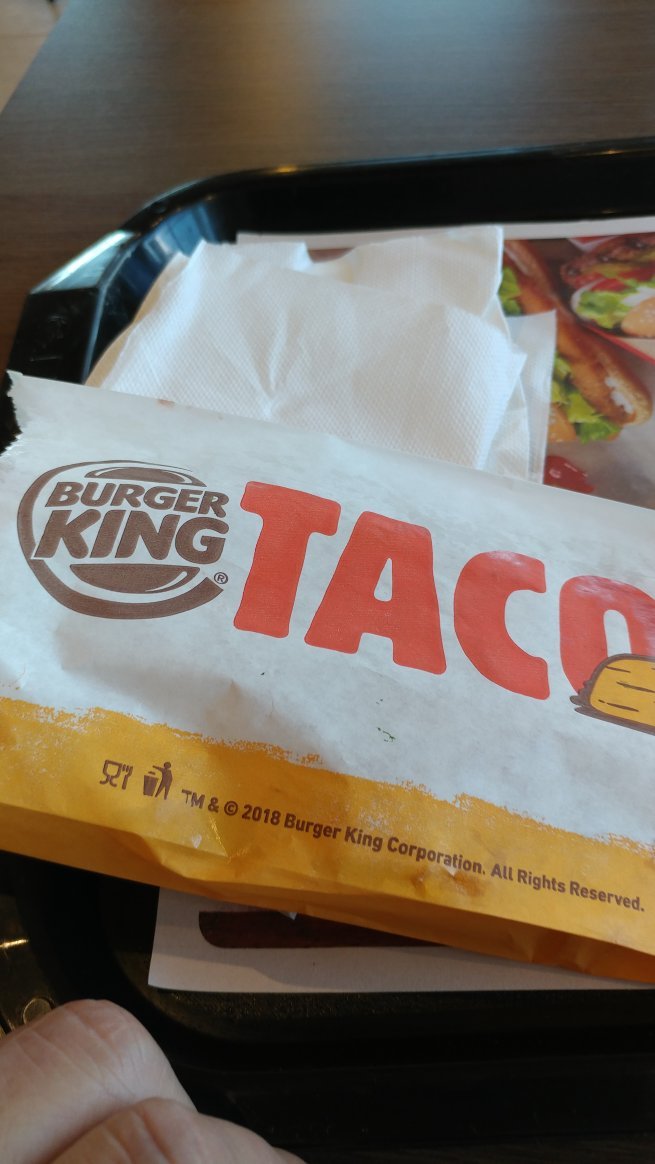 BURGER
KING®
TACO
TM & © 2018 Burger King Corporation. All Rights Reserved.